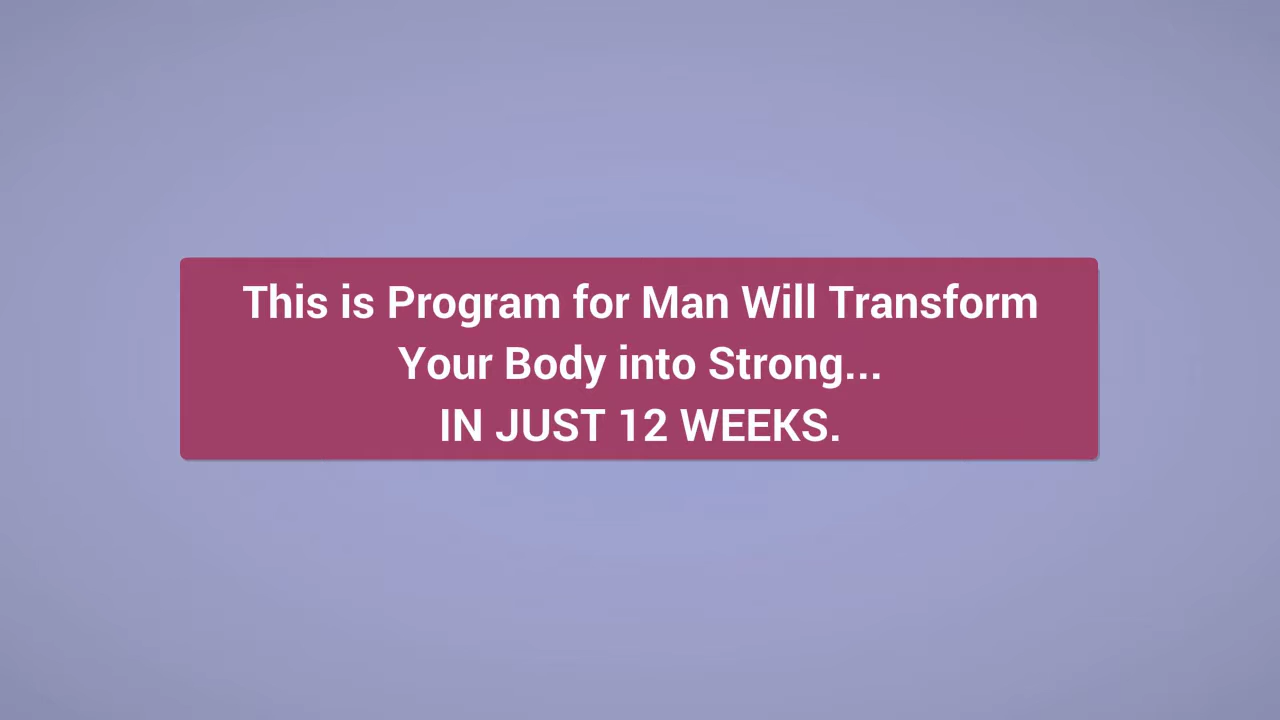 This is Program for Man Will Transform
Your Body into Strong...
IN JUST 12 WEEKS.